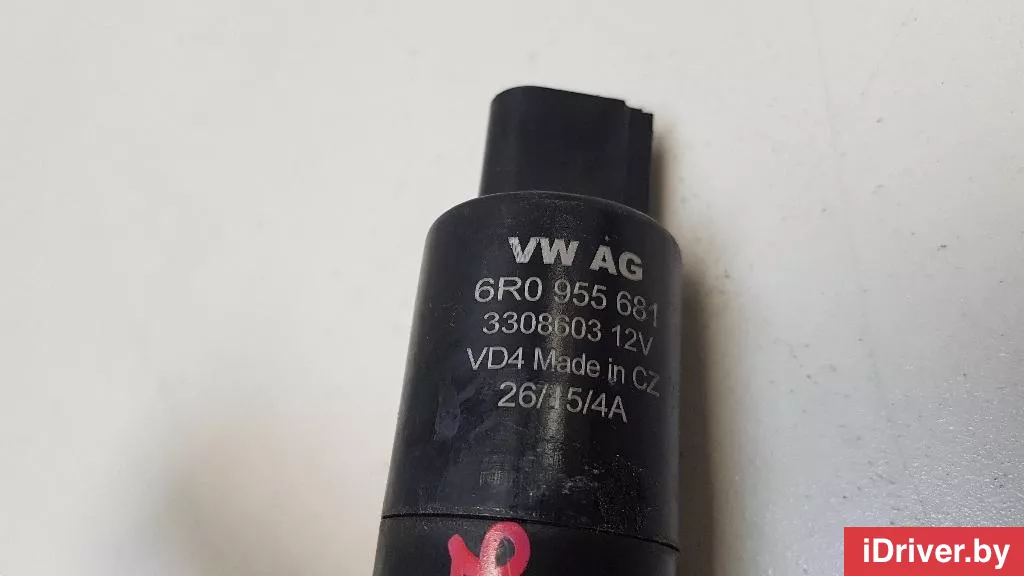 VW AG
6R0 955 681
3308603 12V
VD4 Made in CZ
26/15/4A
iDriver.by